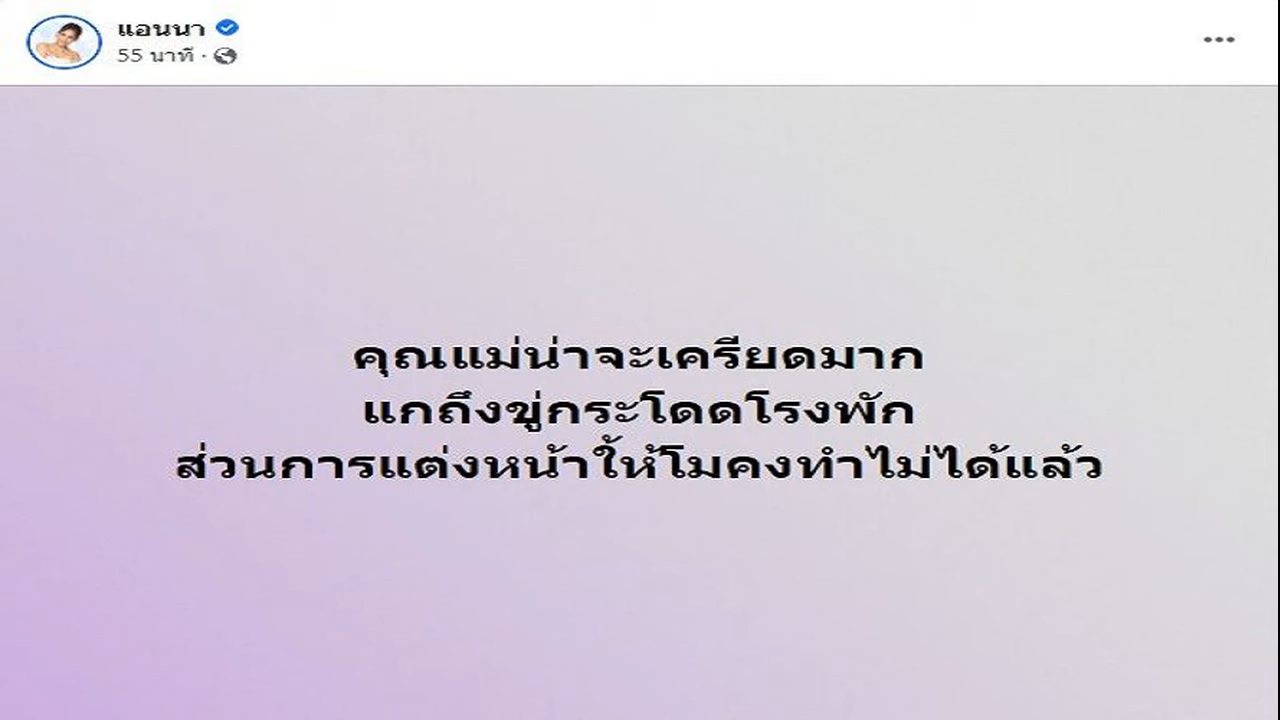 แอนนา
55 นาที ·
คุณแม่น่าจะเครียดมาก
แกถึงขู่กระโดดโรงพัก
ส่วนการแต่งหน้าให้โมคงทำไม่ได้แล้ว